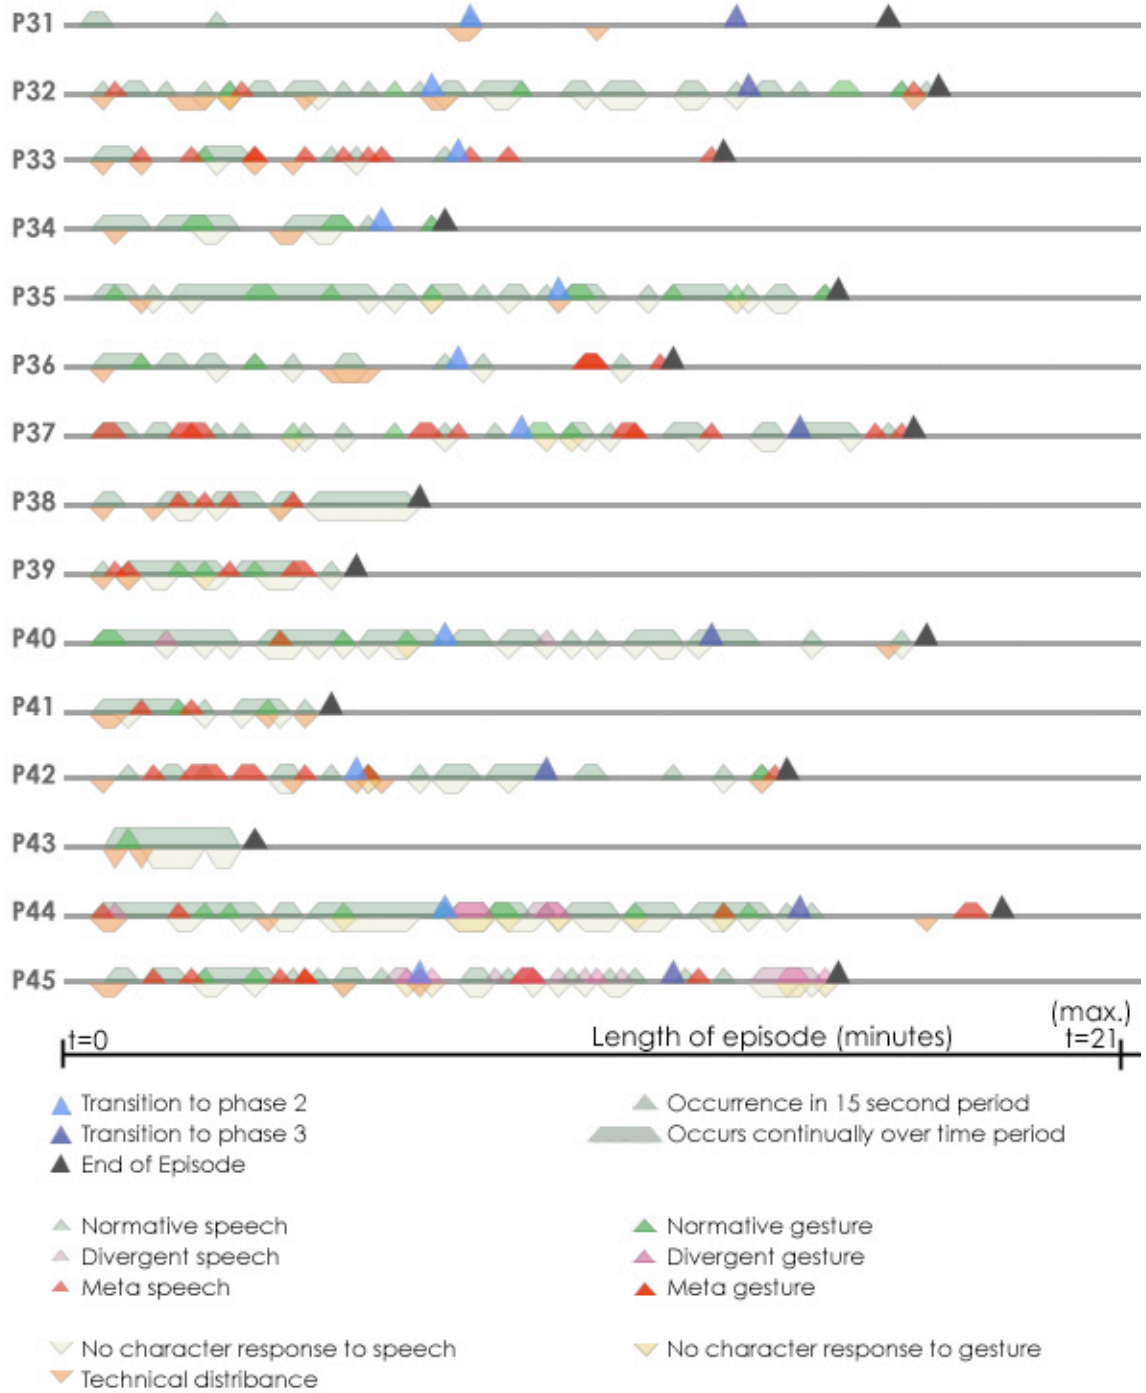 P31
P32
P33
P34
P35
P36
P37
P38
P39
P40
P41
P42
P43
P44
P45
(max.)
t=0 Length of episode (minutes) t=21
Transition to phase 2 Occurrence in 15 second period
Transition to phase 3 Occurs continually over time period
End of Episode
Normative speech Normative gesture
Divergent speech Divergent gesture
Meta speech Meta gesture
No character response to speech No character response to gesture
Technical distribance